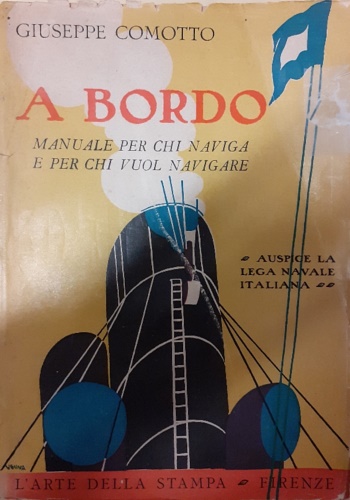 GIUSEPPE COMOTTO
A BORDO
MANUALE PER CHI NAVIGA
E PER CHI VUOL NAVIGARE
AUSPICE LA
LEGA NAVALE
ITALIANA
L'ARTE DELLA STAMPA - FIRENZE